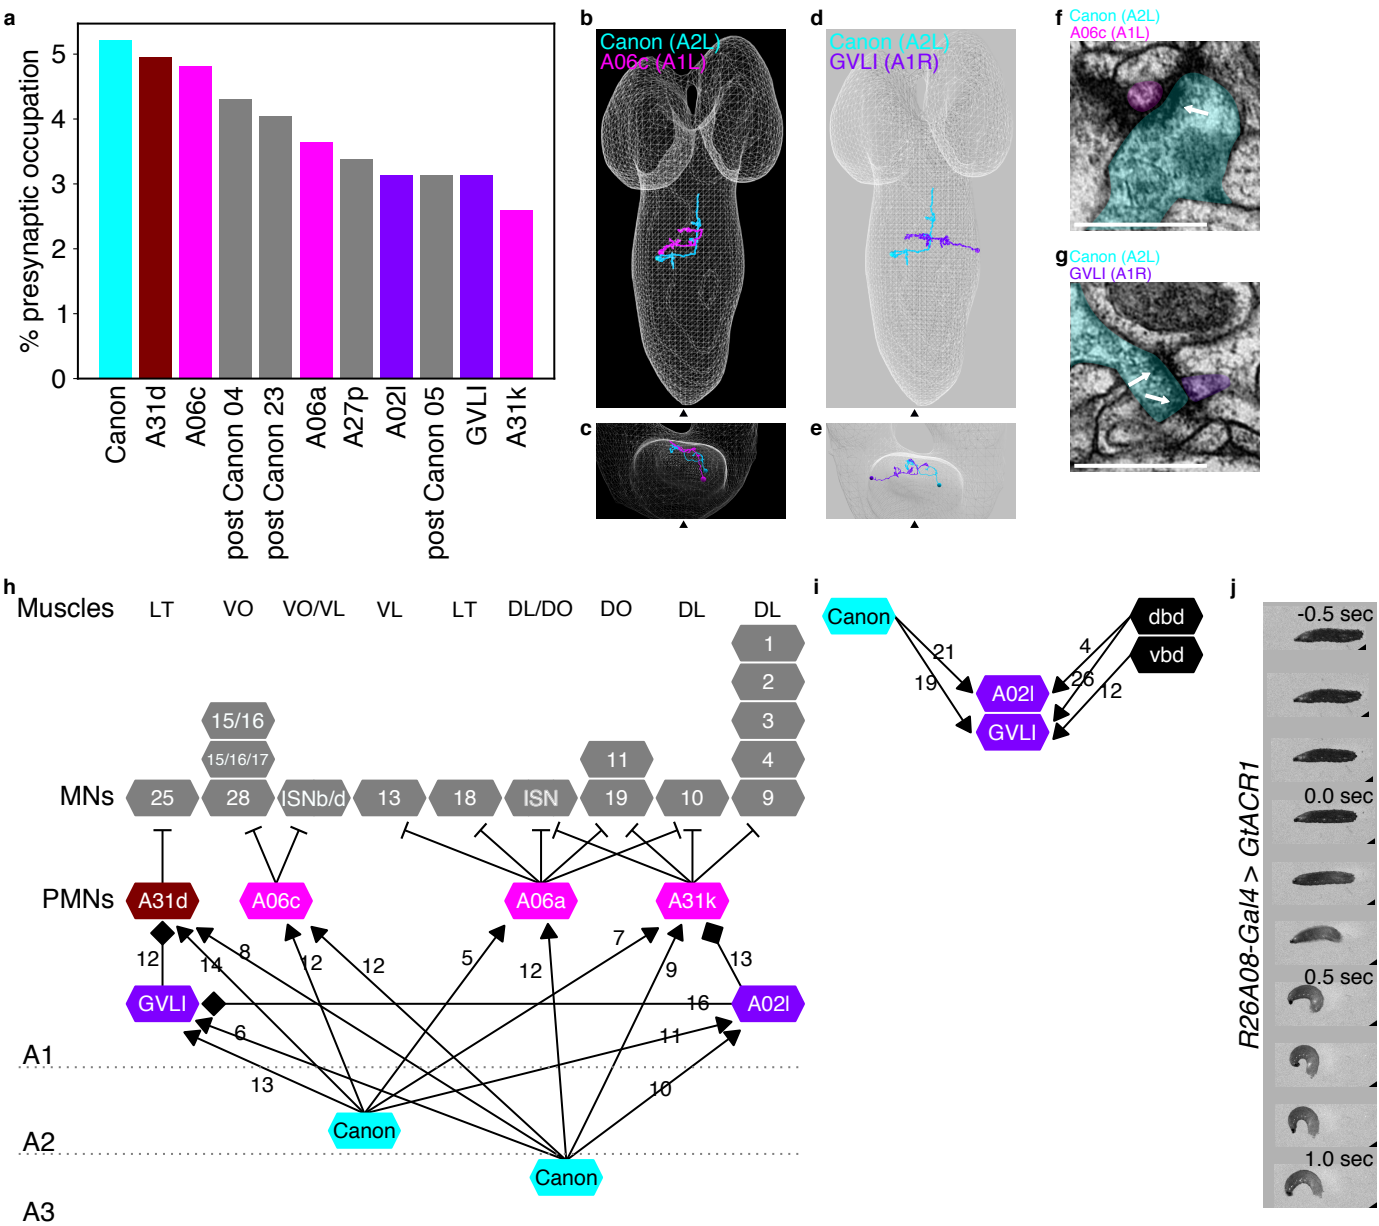 a
% presynaptic occupation
5
4
3
2
1
0
Canon
A31d
A06c
post Canon 04
post Canon 23
A06a
A27p
A02l
post Canon 05
GVLI
A31k
b
Canon (A2L)
A06c (A1L)
c
d
Canon (A2L)
GVLI (A1R)
e
f
Canon (A2L)
A06c (A1L)
g
Canon (A2L)
GVLI (A1R)
h
Muscles LT VO VO/VL VL LT DL/DO DO DL DL
1
2
15/16 3
15/16/17 11 4
MNs 25 28 ISNb/d 13 18 ISN 19 10 9
PMNs A31d A06c A06a A31k
12 14 8 12 12 5 12 7 9 13
GVLI 16 A02l
6 11
A1
13 10
Canon
A2
Canon
A3
i
Canon dbd
21 4 vbd
19 26 12
A02l
GVLI
j
R26A08-Gal4 > GtACR1
-0.5 sec
0.0 sec
0.5 sec
1.0 sec